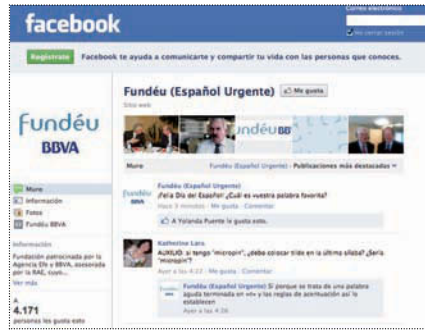 facebook
Correo electrónico
No cerrar sesión
Regístrate
Facebook te ayuda a comunicarte y compartir tu vida con las personas que conoces.
Fundéu (Español Urgente)
Me gusta
Sitio web
Fundéu
BBVA
Muro
Fundéu (Español Urgente) · Publicaciones más destacadas
Fundéu (Español Urgente)
¡Feliz Día del Español! ¿Cuál es vuestra palabra favorita?
Hace 3 minutos · Me gusta · Comentar
A Yolanda Puente le gusta esto.
Muro
Información
Fotos
Fundéu BBVA
Información
Fundación patrocinada por la
Agencia Efe y BBVA, asesorada
por la RAE, cuyo...
Ver más
A
4.171
personas les gusta esto
Katherine Lara
AUXILIO: si tengo "micropin", ¿debo colocar tilde en la última sílaba? ¿Sería
"micropín"?
Ayer a las 4:22 · Me gusta · Comentar
Fundéu (Español Urgente) Sí porque se trata de una palabra
aguda terminada en «n» y las reglas de acentuación así lo
establecen
Ayer a las 4:26